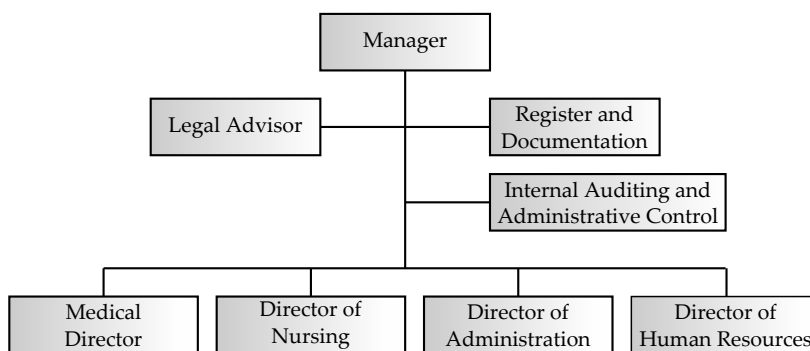 Manager
Legal Advisor
Register and
Documentation
Internal Auditing and
Administrative Control
Medical
Director
Director of
Nursing
Director of
Administration
Director of
Human Resources